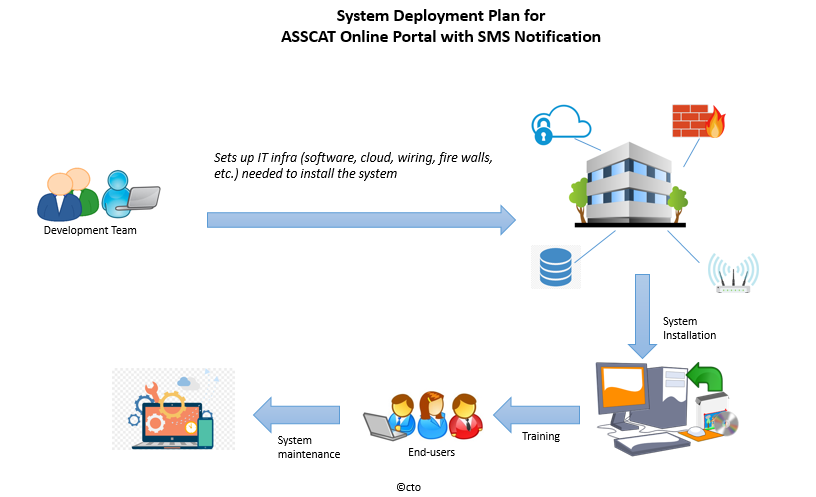 System Deployment Plan for
ASSCAT Online Portal with SMS Notification
Sets up IT infra (software, cloud, wiring, fire walls,
etc.) needed to install the system
Development Team
System
Installation
Training
End-users
System
maintenance
©cto